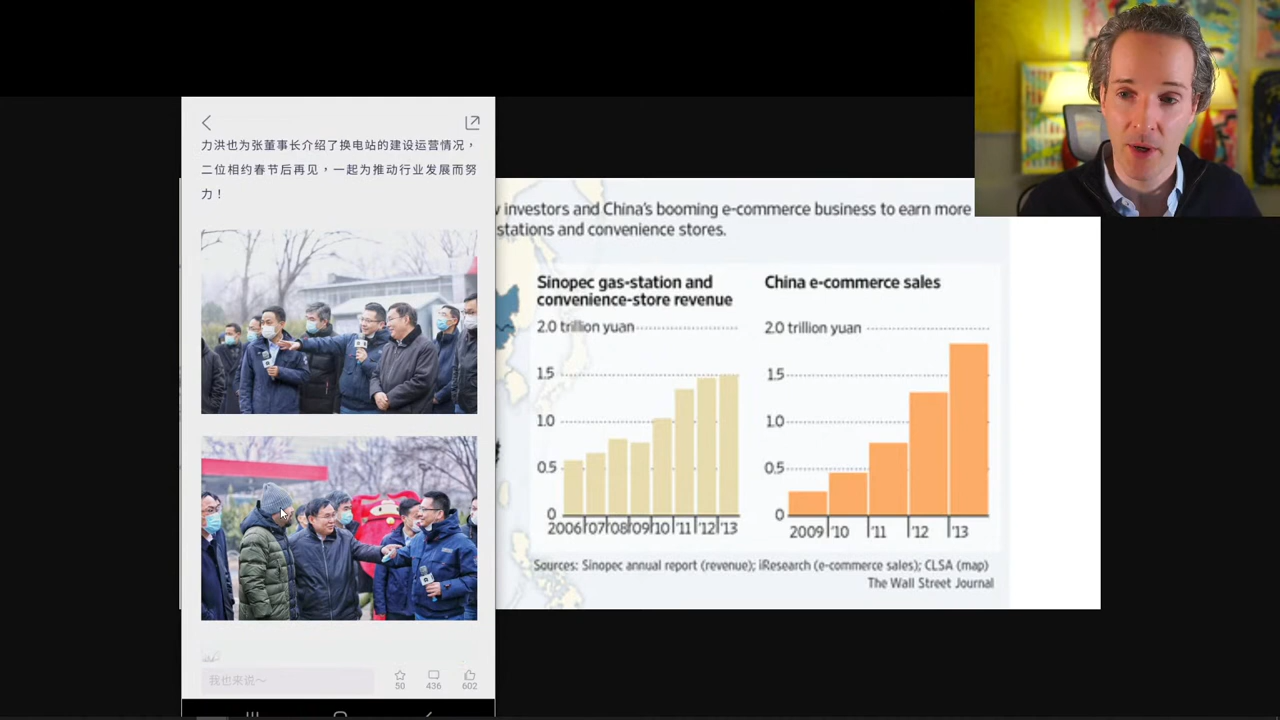 力洪也为张董事长介绍了换电站的建设运营情况，
二位相约春节后再见，一起为推动行业发展而努
力！
我也来说～
50
436
602
investors and China's booming e-commerce business to earn more
stations and convenience stores.
Sinopec gas-station and
convenience-store revenue
2.0 trillion yuan
1.5
1.0
0.5
0
2006 '07 '08 '09 '10 '11 '12 '13
China e-commerce sales
2.0 trillion yuan
1.5
1.0
0.5
0
2009 '10 '11 '12 '13
Sources: Sinopec annual report (revenue); iResearch (e-commerce sales); CLSA (map)
The Wall Street Journal